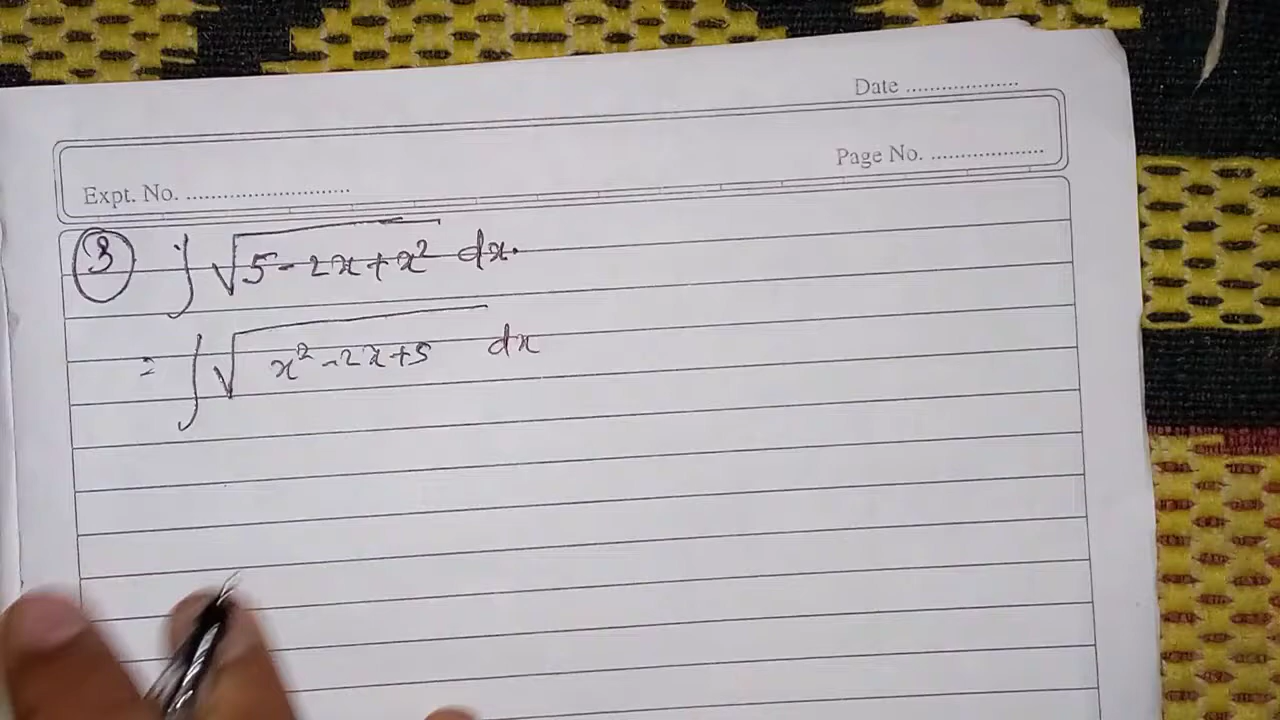 Date ....................
Page No. ....................
Expt. No. ..............................
3 ∫ √5-2x+x² dx.
= ∫ √x²-2x+5 dx